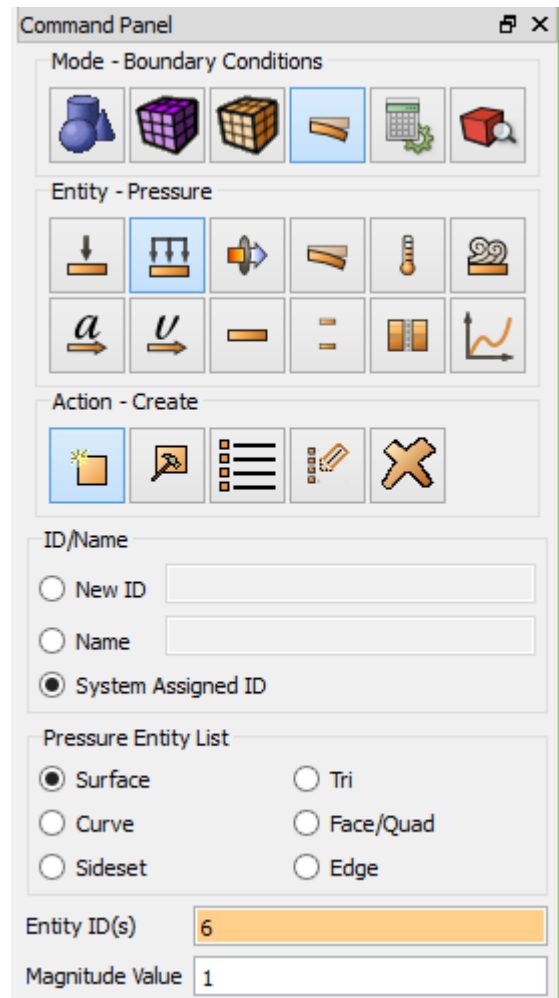 Command Panel
Mode - Boundary Conditions
Entity - Pressure
a
v
Action - Create
ID/Name
New ID
Name
System Assigned ID
Pressure Entity List
Surface
Tri
Curve
Face/Quad
Sideset
Edge
Entity ID(s) 6
Magnitude Value 1